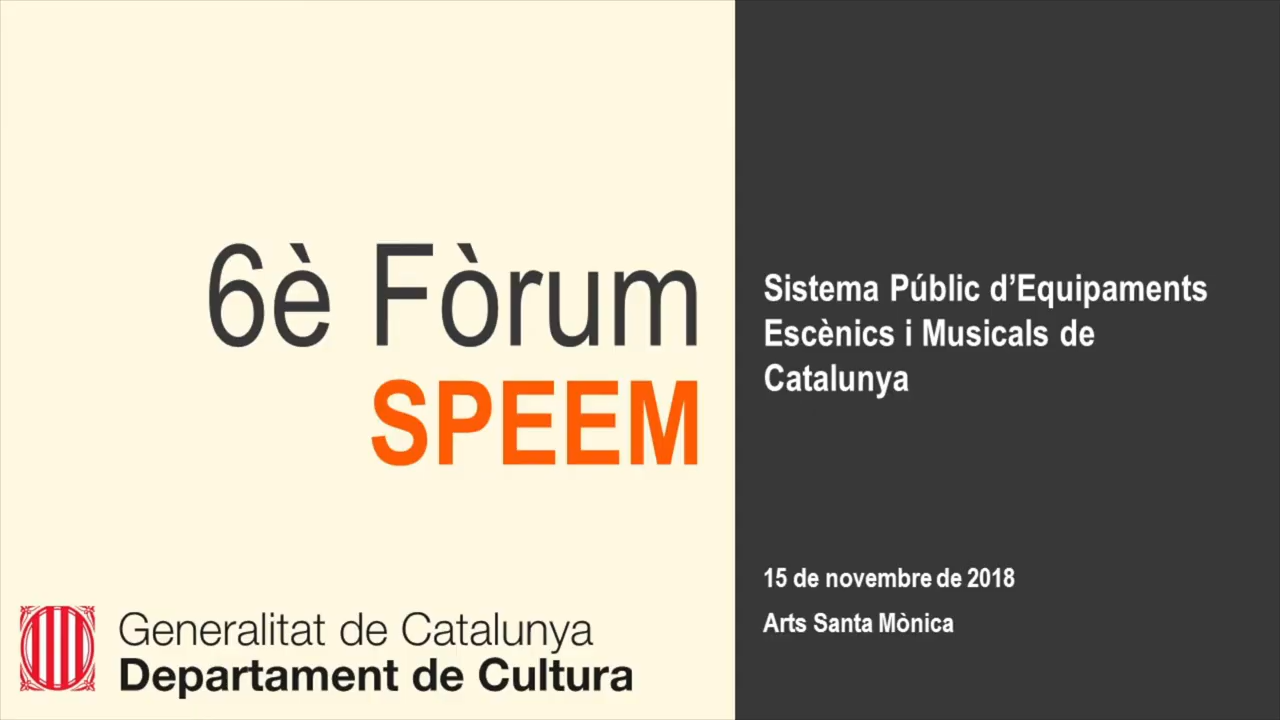 6è Fòrum
SPEEM
Sistema Públic d’Equipaments
Escènics i Musicals de
Catalunya
15 de novembre de 2018
Arts Santa Mònica
Generalitat de Catalunya
Departament de Cultura